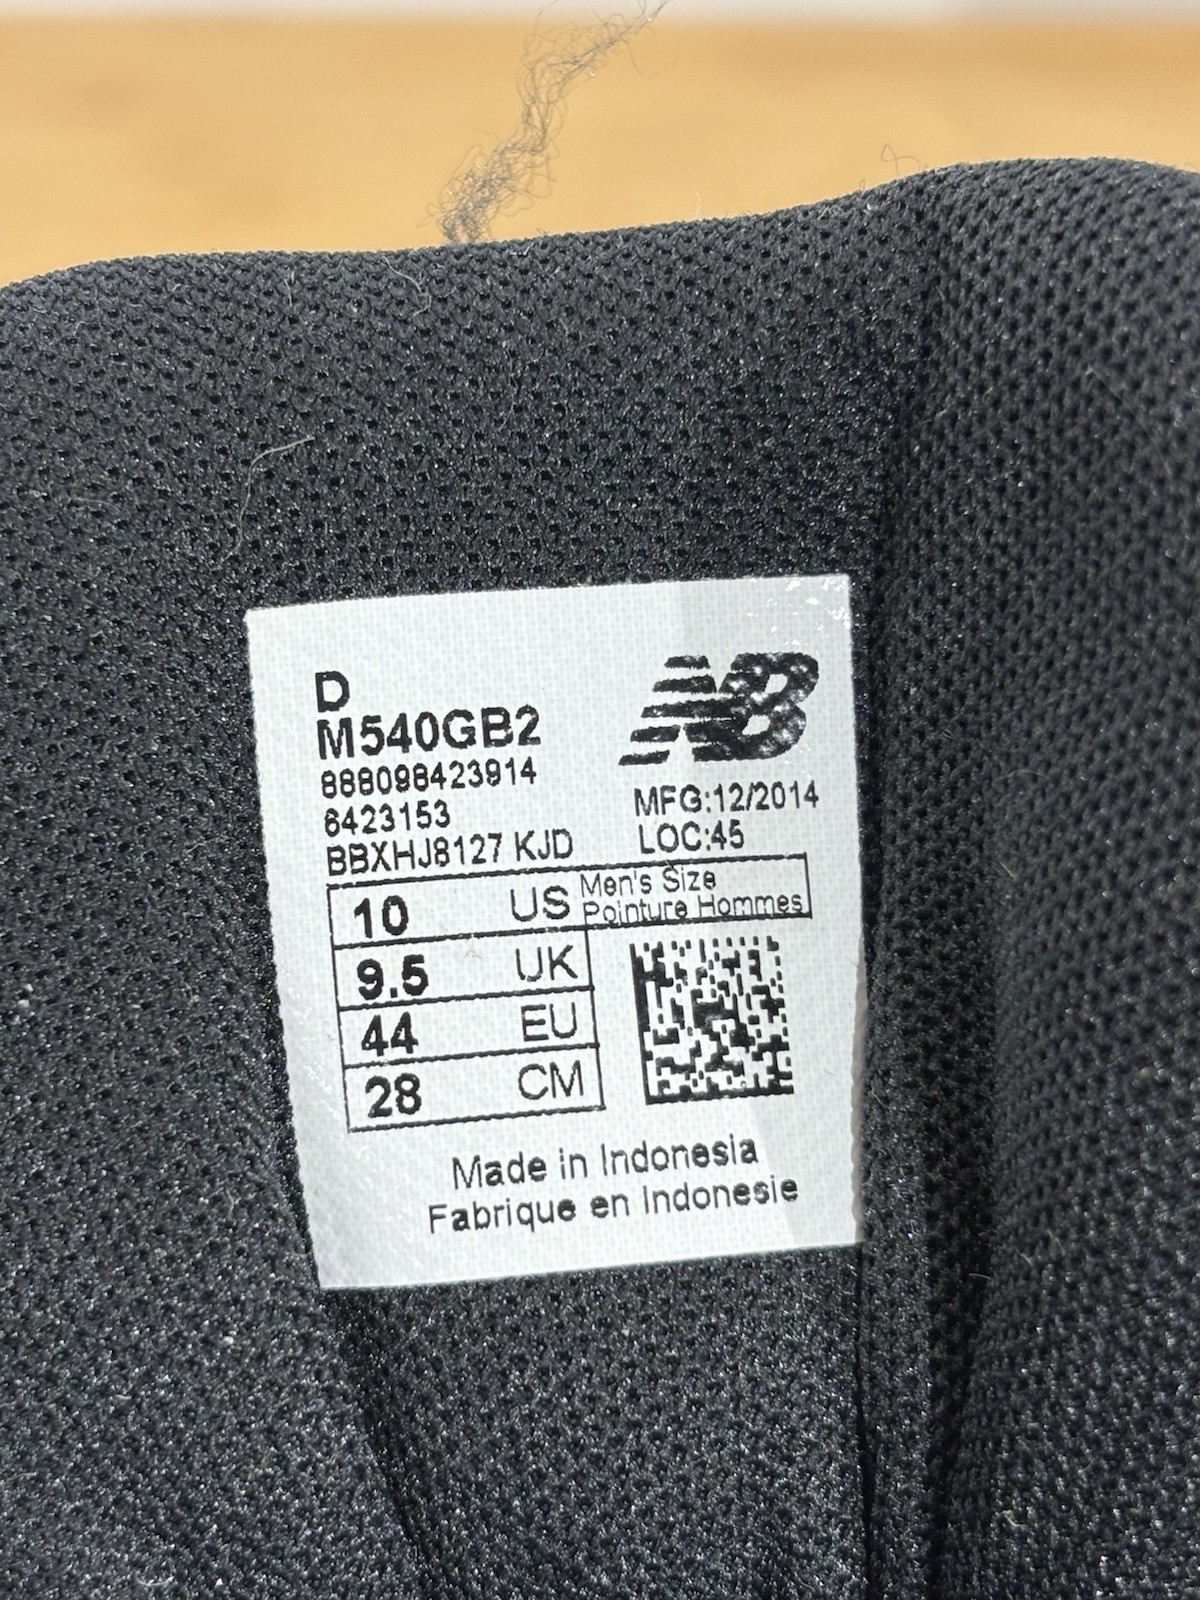 D
M540GB2
888098423914
6423153
BBXHJ8127 KJD
NB
MFG:12/2014
LOC:45
10 US Men's Size
Pointure Hommes
9.5 UK
44 EU
28 CM
Made in Indonesia
Fabrique en Indonesie